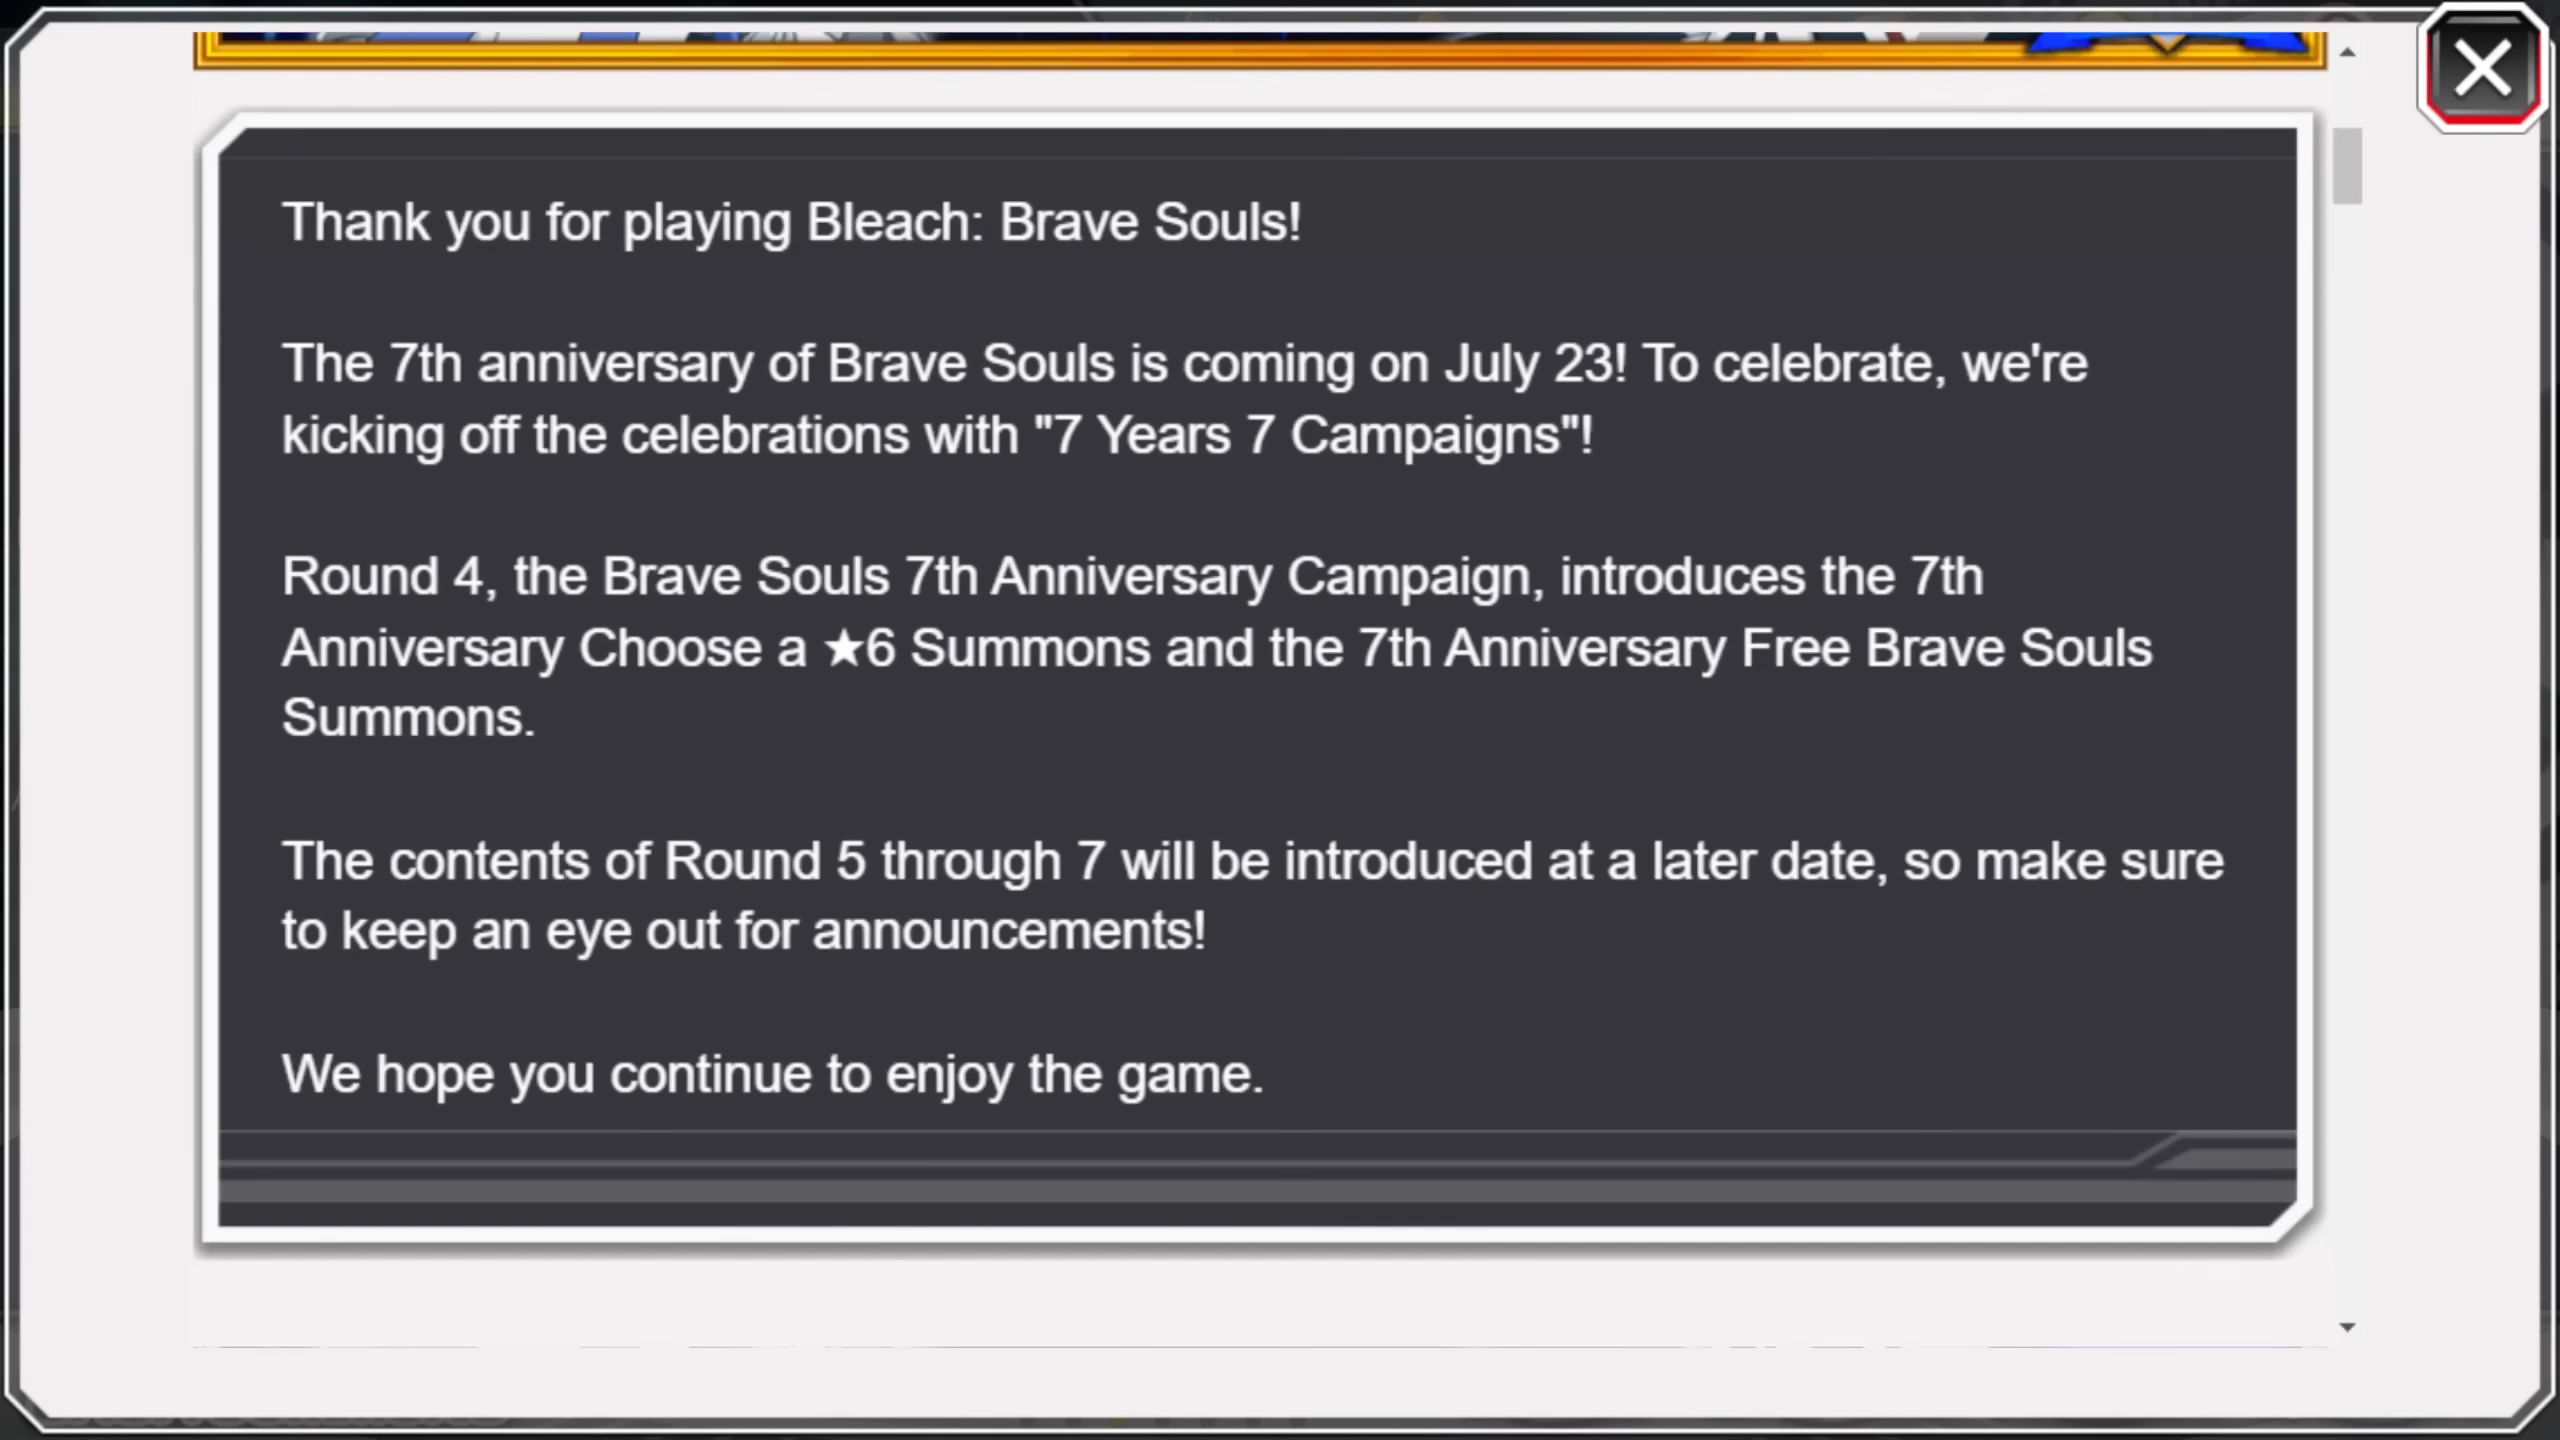 Thank you for playing Bleach: Brave Souls!
The 7th anniversary of Brave Souls is coming on July 23! To celebrate, we're
kicking off the celebrations with "7 Years 7 Campaigns"!
Round 4, the Brave Souls 7th Anniversary Campaign, introduces the 7th
Anniversary Choose a ★6 Summons and the 7th Anniversary Free Brave Souls
Summons.
The contents of Round 5 through 7 will be introduced at a later date, so make sure
to keep an eye out for announcements!
We hope you continue to enjoy the game.